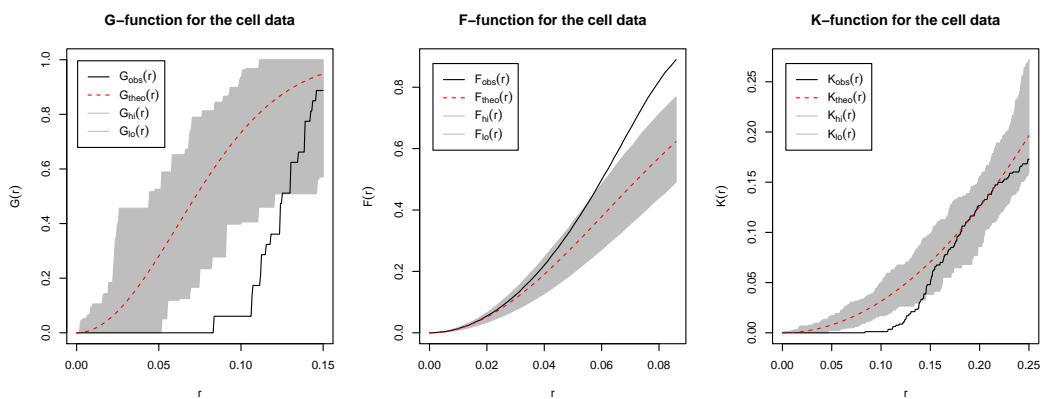 G−function for the cell data
G(r)
0.0
0.2
0.4
0.6
0.8
1.0
Gobs(r)
Gtheo(r)
Ghi(r)
Glo(r)
0.00
0.05
0.10
0.15
r
F−function for the cell data
F(r)
0.0
0.2
0.4
0.6
0.8
Fobs(r)
Ftheo(r)
Fhi(r)
Flo(r)
0.00
0.02
0.04
0.06
0.08
r
K−function for the cell data
K(r)
0.00
0.05
0.10
0.15
0.25
Kobs(r)
Ktheo(r)
Khi(r)
Klo(r)
0.00
0.05
0.10
0.15
0.20
0.25
r